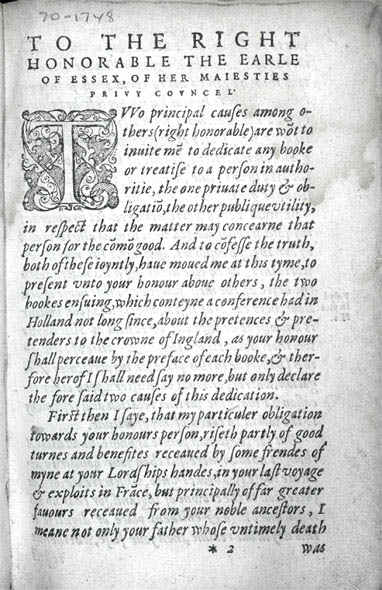 70-1748
TO THE RIGHT
HONORABLE THE EARLE
OF ESSEX, OF HER MAIESTIES
PRIVY COVNCEL.
TVVo principal causes among o-
thers (right honorable) are wōt to
inuite mē to dedicate any booke
or treatise to a person in autho-
ritie, the one priuate duty & ob-
ligatiō, the other publique vtility,
in respect that the matter may concearne that
person for the cōmō good. And to cōfesse the truth,
both of these ioyntly, haue moued me at this tyme, to
present vnto your honour aboue others, the two
bookes ensuing, which conteyne a conference had in
Holland not long since, about the pretences & pre-
tenders to the crowne of Ingland, as your honour
shall perceaue by the preface of each booke, & ther-
fore herof I shall need say no more, but only declare
the fore said two causes of this dedication.
First then I saye, that my particuler obligation
towards your honours person, riseth partly of good
turnes and benefites receaued by some frendes of
myne at your Lordships handes, in your last voyage
& exploits in Frāce, but principally of far greater
fauours receaued from your noble ancestors, I
meane not only your father whose vntimely death
* 2 was